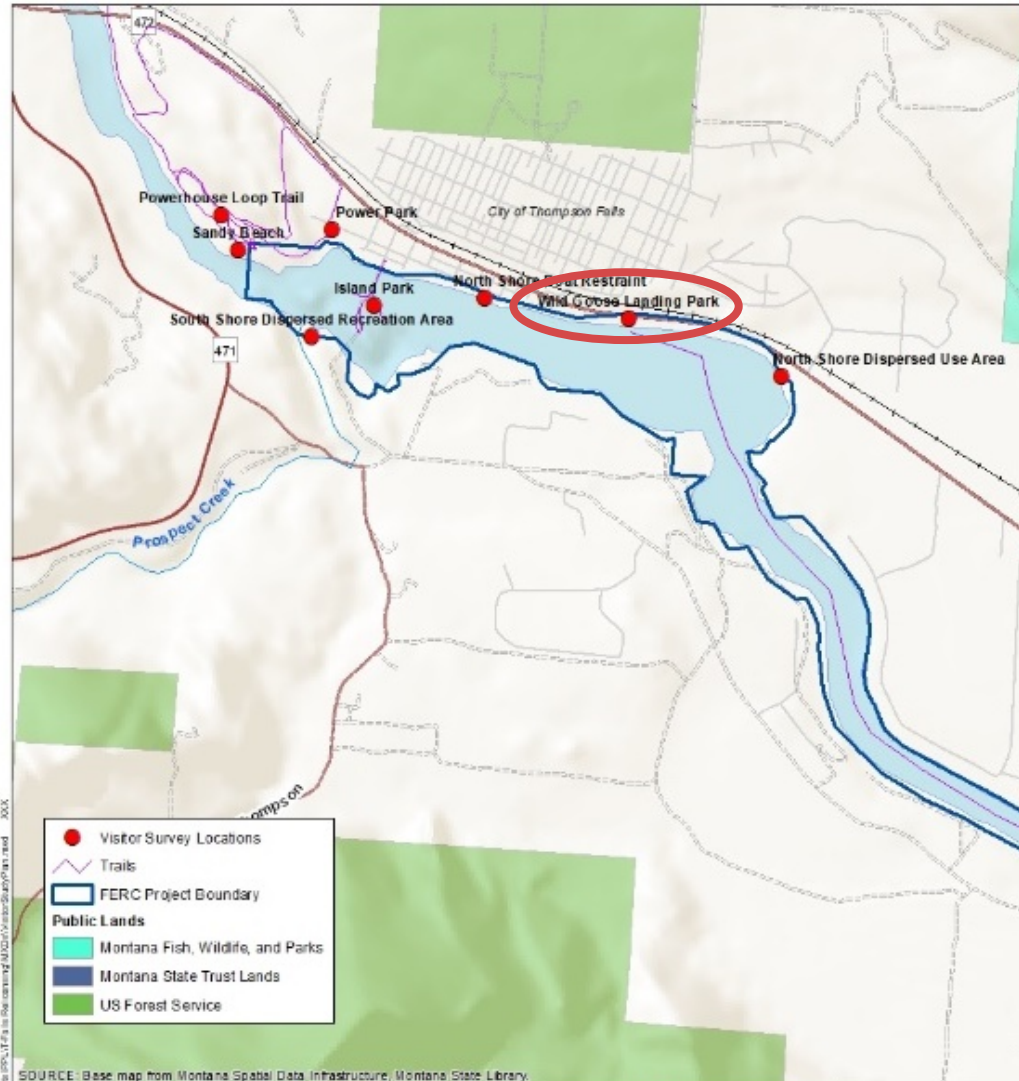 472
Powerhouse Loop Trail
Power Park
City of Thompson Falls
Sandy Beach
North Shore Boat Restraint
Island Park
Wild Goose Landing Park
South Shore Dispersed Recreation Area
471
North Shore Dispersed Use Area
Prospect Creek
Visitor Survey Locations
Trails
FERC Project Boundary
Public Lands
Montana Fish, Wildlife, and Parks
Montana State Trust Lands
US Forest Service
SOURCE: Base map from Montana Spatial Data Infrastructure, Montana State Library.
XXX